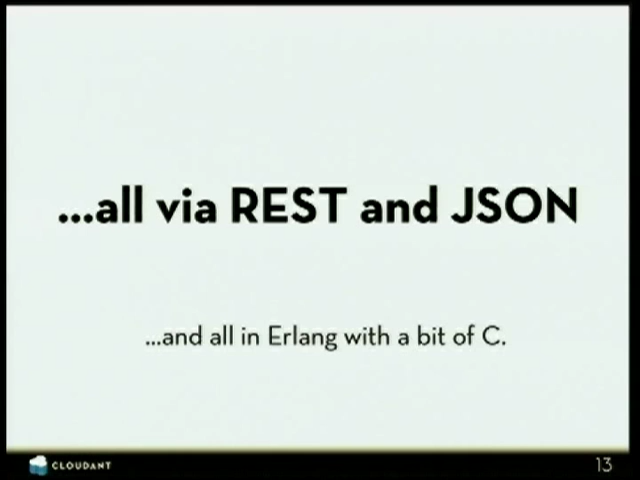 ...all via REST and JSON
...and all in Erlang with a bit of C.
CLOUDANT
13